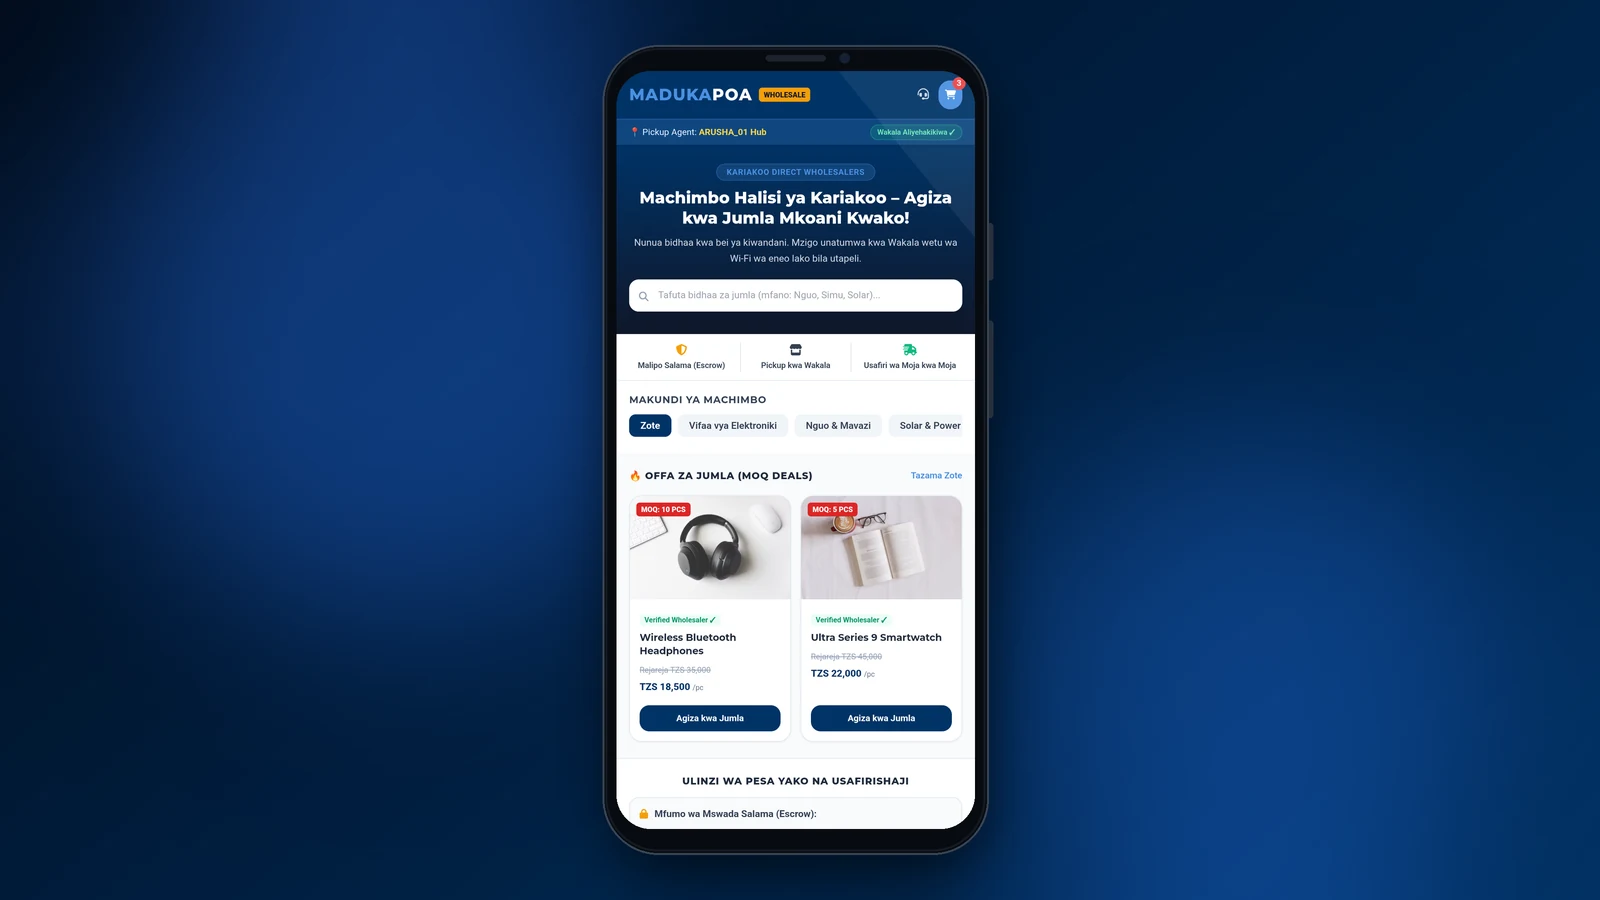 MADUKAPOA WHOLESALE 3
📍 Pickup Agent: ARUSHA_01 Hub Wakala Aliyehakikiwa ✓
KARIAKOO DIRECT WHOLESALERS
Machimbo Halisi ya Kariakoo – Agiza
kwa Jumla Mkoani Kwako!
Nunua bidhaa kwa bei ya kiwandani. Mzigo unatumwa kwa Wakala wetu wa
Wi-Fi wa eneo lako bila utapeli.
Tafuta bidhaa za jumla (mfano: Nguo, Simu, Solar)...
Malipo Salama (Escrow) Pickup kwa Wakala Usafiri wa Moja kwa Moja
MAKUNDI YA MACHIMBO
Zote Vifaa vya Elektroniki Nguo & Mavazi Solar & Power
🔥 OFFA ZA JUMLA (MOQ DEALS) Tazama Zote
MOQ: 10 PCS
Verified Wholesaler ✓
Wireless Bluetooth
Headphones
Rejareja TZS 35,000
TZS 18,500 /pc
Agiza kwa Jumla
MOQ: 5 PCS
Verified Wholesaler ✓
Ultra Series 9 Smartwatch
Rejareja TZS 45,000
TZS 22,000 /pc
Agiza kwa Jumla
ULINZI WA PESA YAKO NA USAFIRISHAJI
🔒 Mfumo wa Mswada Salama (Escrow):